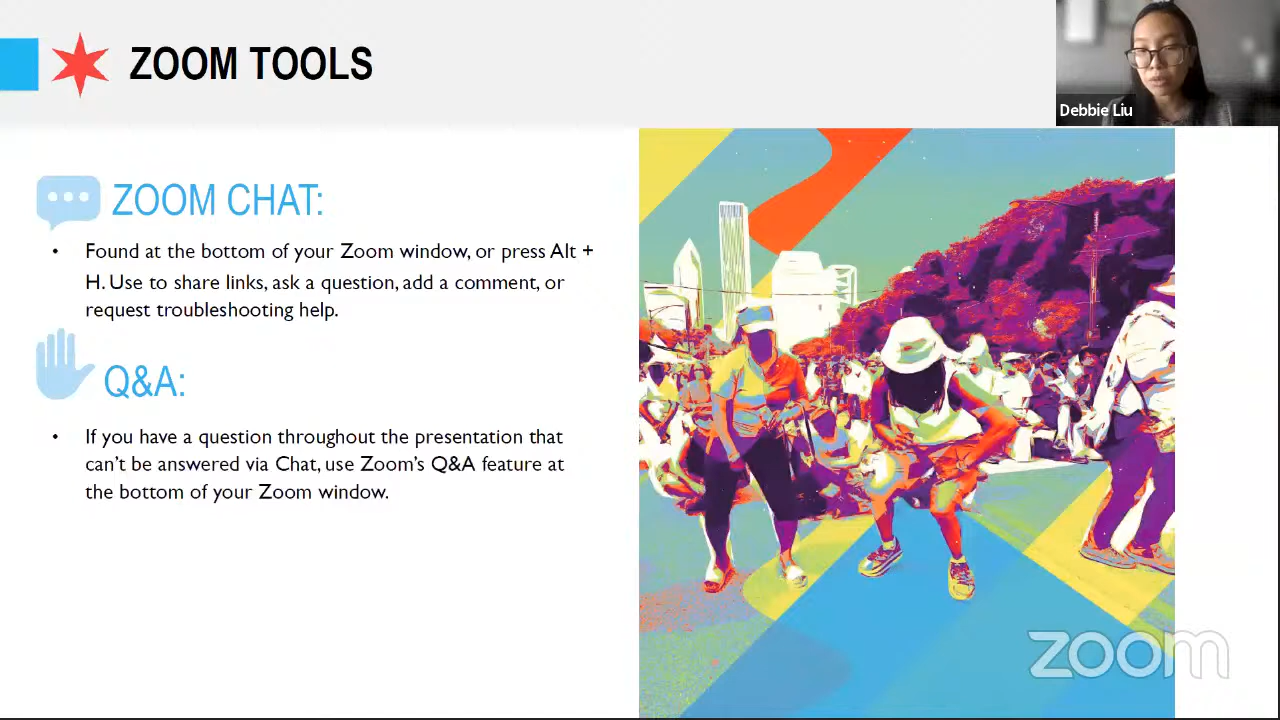 ZOOM TOOLS
Debbie Liu
ZOOM CHAT:
• Found at the bottom of your Zoom window, or press Alt +
H. Use to share links, ask a question, add a comment, or
request troubleshooting help.
Q&A:
• If you have a question throughout the presentation that
can't be answered via Chat, use Zoom's Q&A feature at
the bottom of your Zoom window.
zoom